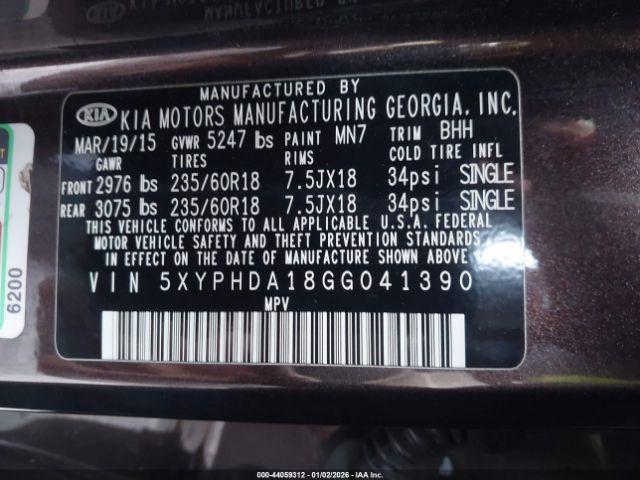 MANUFACTURED BY
KIA KIA MOTORS MANUFACTURING GEORGIA, INC.
MAR/19/15 GVWR 5247 lbs PAINT MN7 TRIM BHH
GAWR TIRES RIMS COLD TIRE INFL
FRONT 2976 lbs 235/60R18 7.5JX18 34psi SINGLE
REAR 3075 lbs 235/60R18 7.5JX18 34psi SINGLE
THIS VEHICLE CONFORMS TO ALL APPLICABLE U.S.A. FEDERAL
MOTOR VEHICLE SAFETY AND THEFT PREVENTION STANDARDS
IN EFFECT ON THE DATE OF MANUFACTURE SHOWN ABOVE.
VIN 5XYPHDA18GG041390
MPV
6200
000-44059312 - 01/02/2026 - IAA Inc.